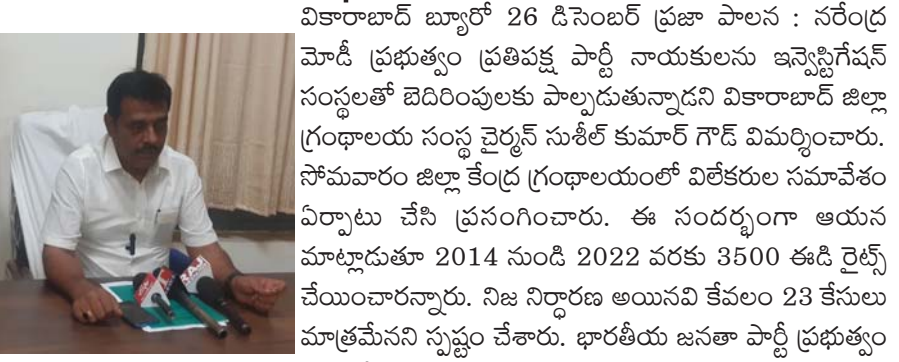 వికారాబాద్ బ్యూరో 26 డిసెంబర్ ప్రజా పాలన : నరేంద్ర
మోడీ ప్రభుత్వం ప్రతిపక్ష పార్టీ నాయకులను ఇన్వెస్టిగేషన్
సంస్థలతో బెదిరింపులకు పాల్పడుతున్నాడని వికారాబాద్ జిల్లా
గ్రంథాలయ సంస్థ చైర్మన్ సుశీల్ కుమార్ గౌడ్ విమర్శించారు.
సోమవారం జిల్లా కేంద్ర గ్రంథాలయంలో విలేకరుల సమావేశం
ఏర్పాటు చేసి ప్రసంగించారు. ఈ సందర్భంగా ఆయన
మాట్లాడుతూ 2014 నుండి 2022 వరకు 3500 ఈడి రైట్స్
చేయించారన్నారు. నిజ నిర్ధారణ అయినవి కేవలం 23 కేసులు
మాత్రమేనని స్పష్టం చేశారు. భారతీయ జనతా పార్టీ ప్రభుత్వం
RAJ